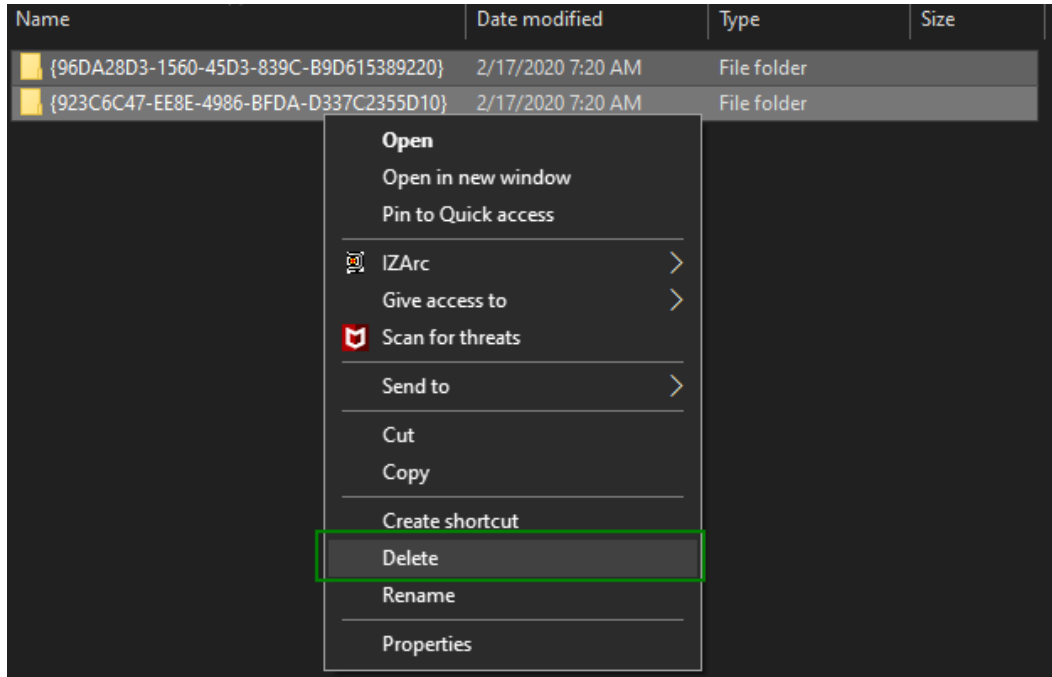 Name Date modified Type Size
{96DA28D3-1560-45D3-839C-B9D615389220} 2/17/2020 7:20 AM File folder
{923C6C47-EE8E-4986-BFDA-D337C2355D10} 2/17/2020 7:20 AM File folder
Open
Open in new window
Pin to Quick access
IZArc
Give access to
Scan for threats
Send to
Cut
Copy
Create shortcut
Delete
Rename
Properties